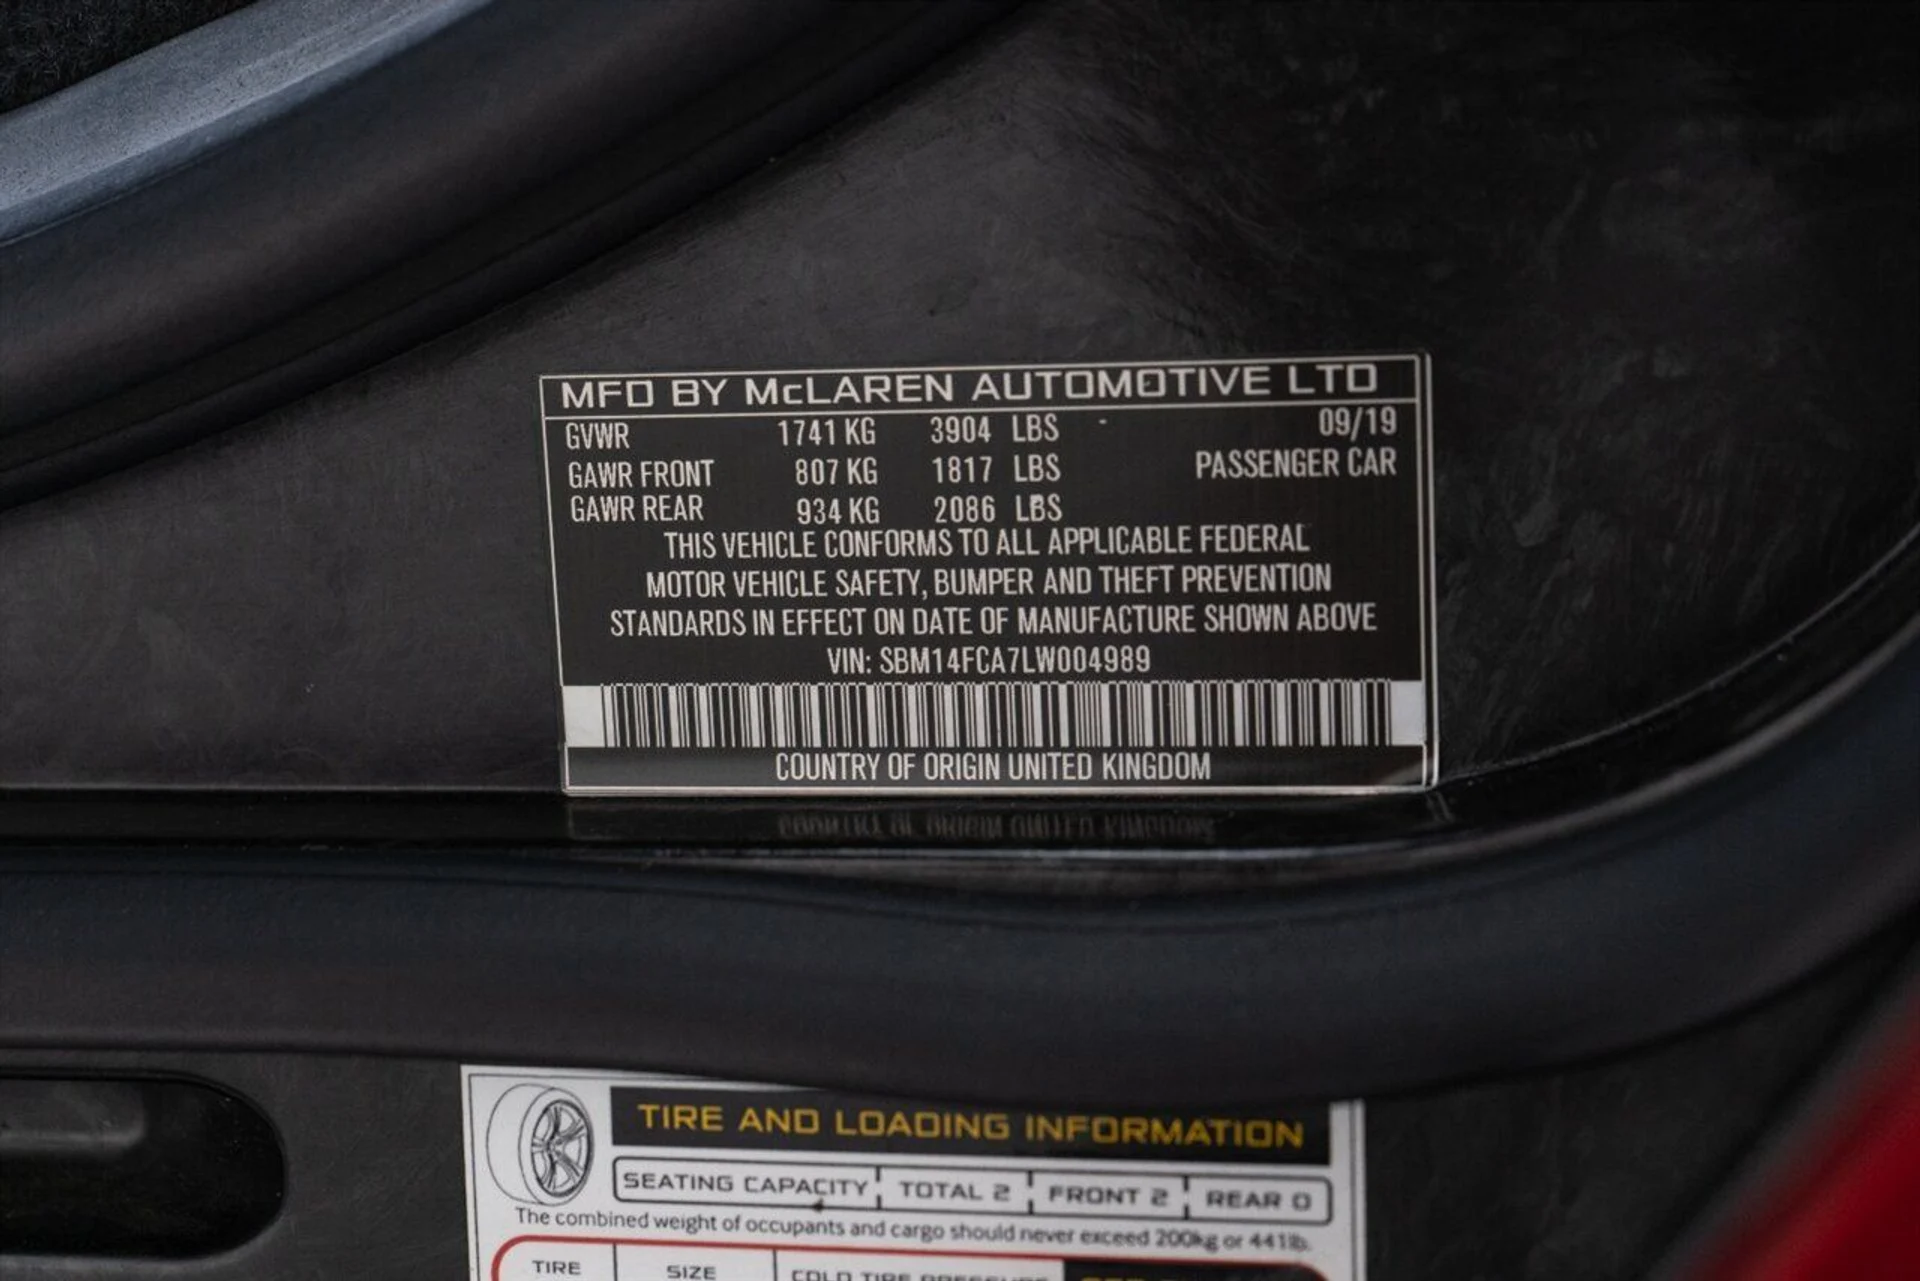 MFD BY McLAREN AUTOMOTIVE LTD
GVWR 1741 KG 3904 LBS 09/19
GAWR FRONT 807 KG 1817 LBS PASSENGER CAR
GAWR REAR 934 KG 2086 LBS
THIS VEHICLE CONFORMS TO ALL APPLICABLE FEDERAL
MOTOR VEHICLE SAFETY, BUMPER AND THEFT PREVENTION
STANDARDS IN EFFECT ON DATE OF MANUFACTURE SHOWN ABOVE
VIN: SBM14FCA7LW004989
COUNTRY OF ORIGIN UNITED KINGDOM
TIRE AND LOADING INFORMATION
SEATING CAPACITY TOTAL 2 FRONT 2 REAR 0
The combined weight of occupants and cargo should never exceed 200kg or 441lb.
TIRE SIZE COLD TIRE PRESSURE